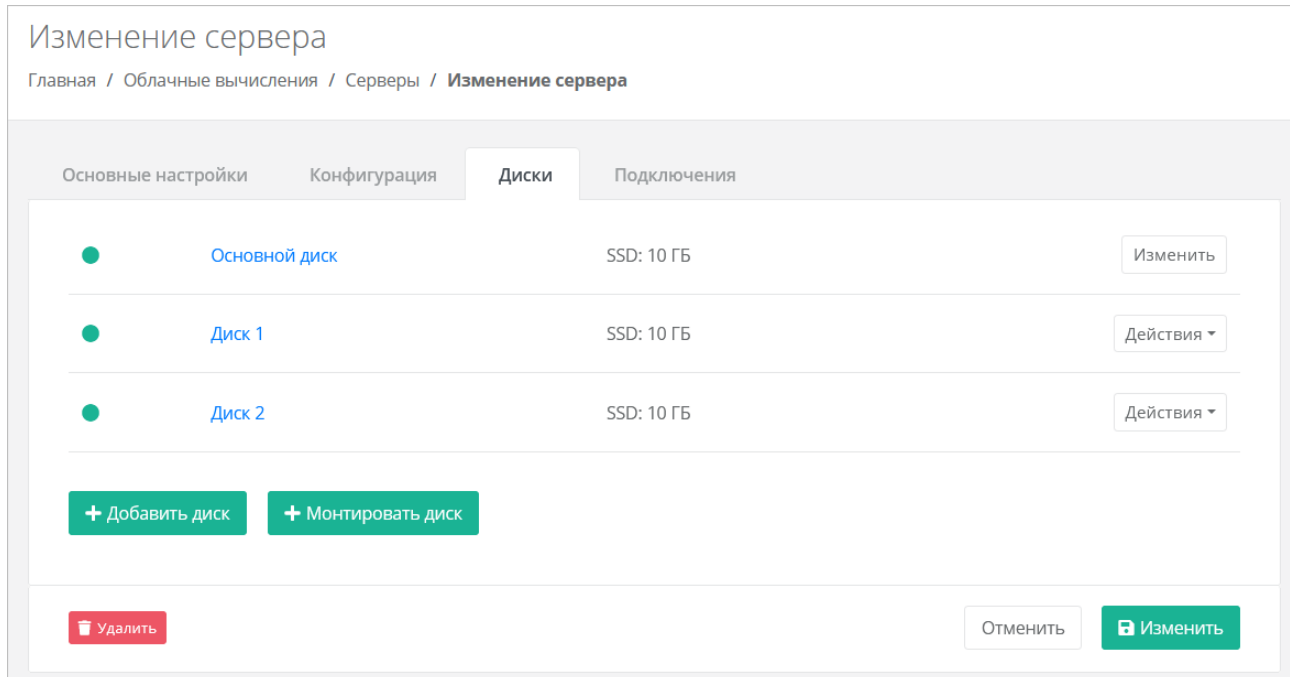 Изменение сервера
Главная / Облачные вычисления / Серверы / Изменение сервера
Основные настройки Конфигурация Диски Подключения
Основной диск SSD: 10 ГБ Изменить
Диск 1 SSD: 10 ГБ Действия
Диск 2 SSD: 10 ГБ Действия
+ Добавить диск + Монтировать диск
Удалить Отменить Изменить